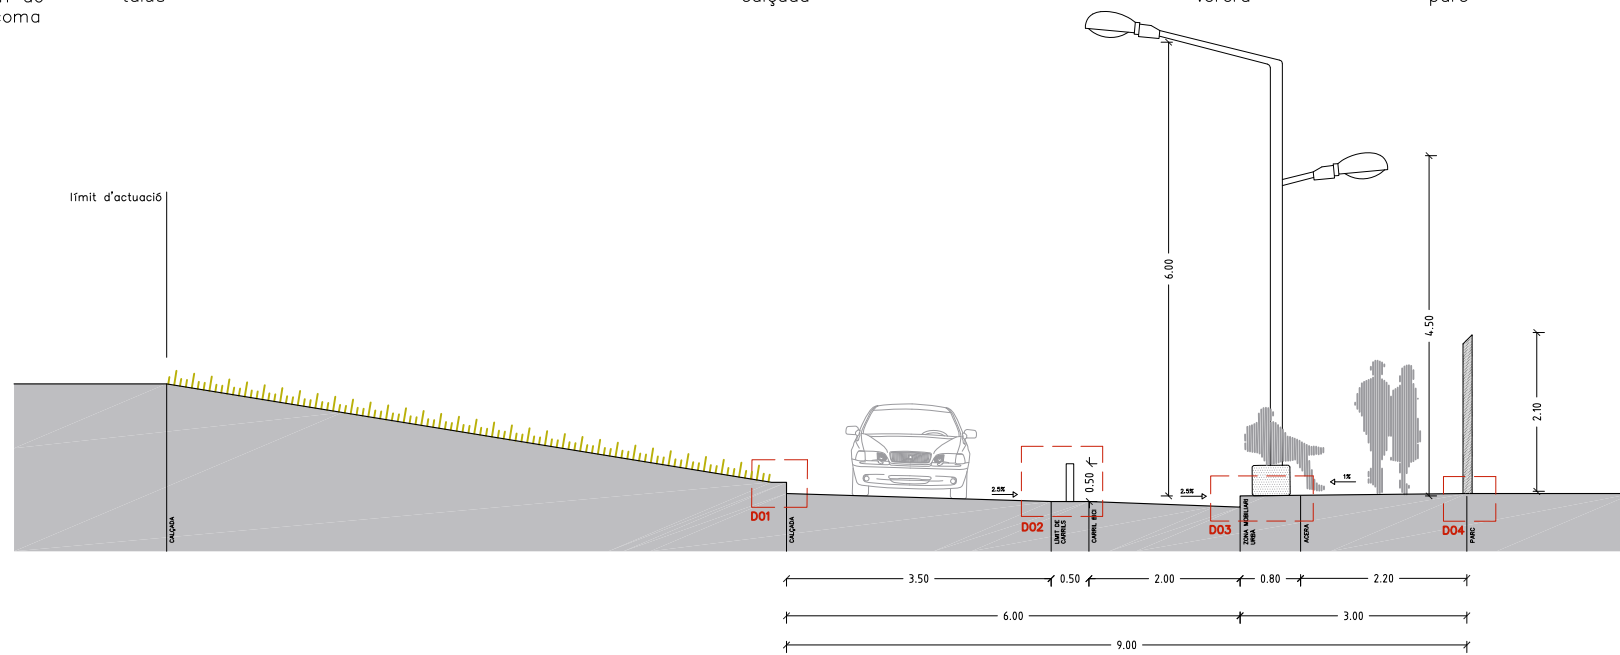 talús
calçada
vorera
parc
coma
límit d'actuació
6.00
4.50
2.10
0.50
2.5%
2.5%
1%
D01
D02
D03
D04
CALÇADA
CALÇADA
LÍMIT DE
CARRILS
CARRIL BICI
ZONA MOBILIARI
URBÀ
ACERA
PARC
3.50
0.50
2.00
0.80
2.20
6.00
3.00
9.00